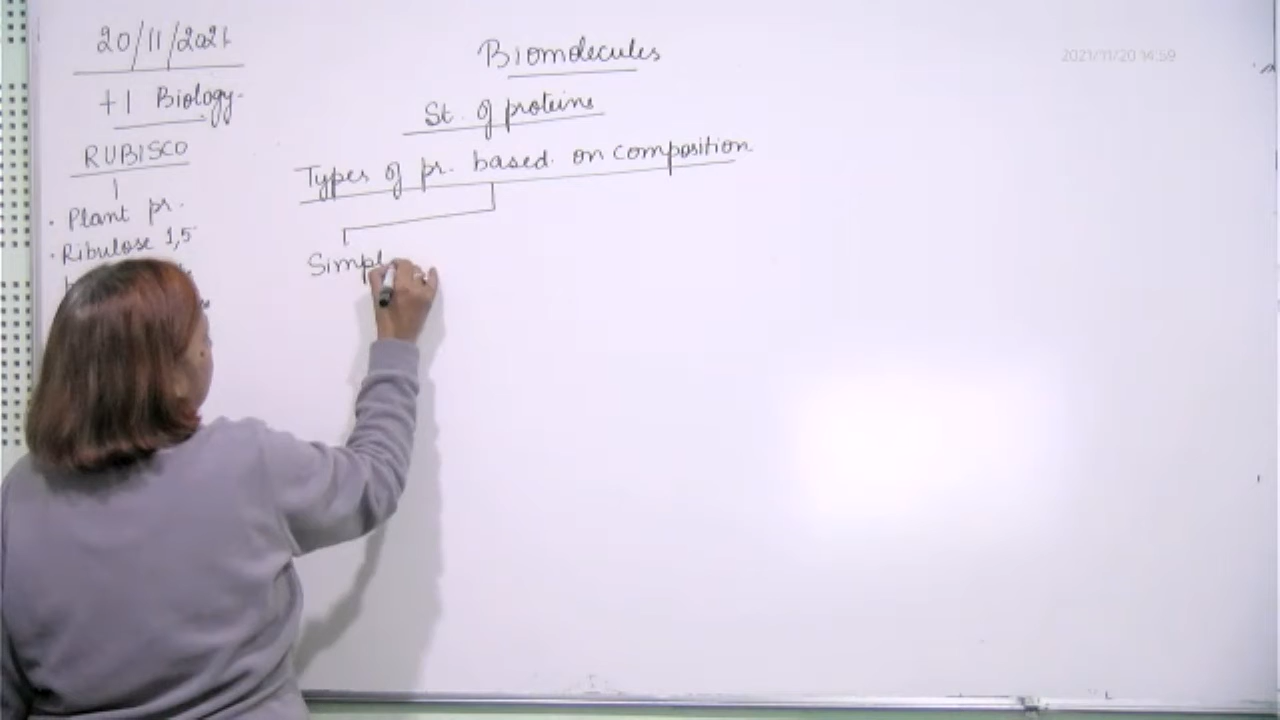 20/11/2021
+1 Biology.
RUBISCO
. Plant pr.
. Ribulose 1,5
Biomolecules
St. of proteins
Types of pr. based on composition
Simpl
2021/11/20 14:59